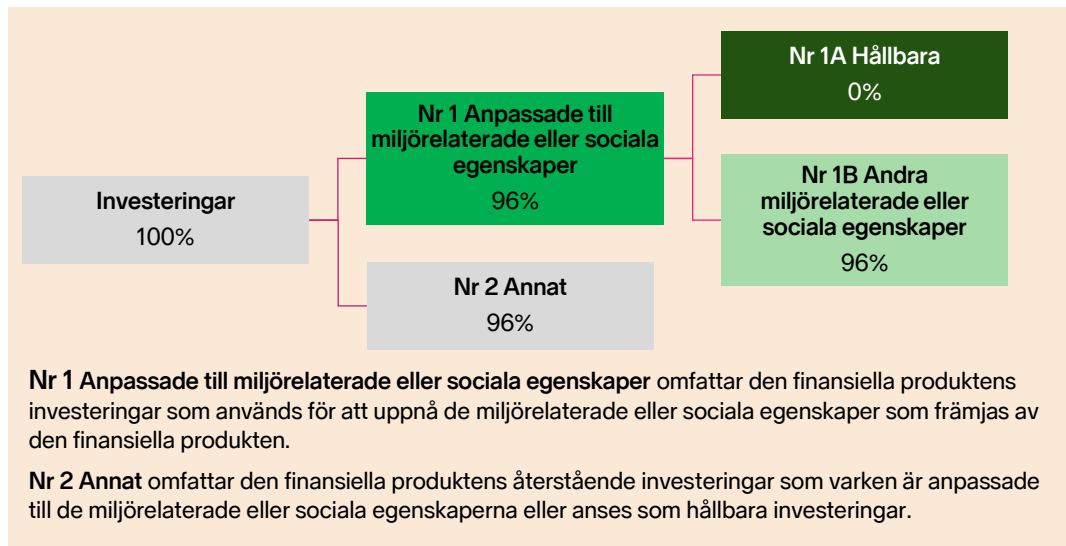 Investeringar
100%
Nr 1 Anpassade till
miljörelaterade eller sociala
egenskaper
96%
Nr 2 Annat
96%
Nr 1A Hållbara
0%
Nr 1B Andra
miljörelaterade eller
sociala egenskaper
96%
Nr 1 Anpassade till miljörelaterade eller sociala egenskaper omfattar den finansiella produktens
investeringar som används för att uppnå de miljörelaterade eller sociala egenskaper som främjas av
den finansiella produkten.
Nr 2 Annat omfattar den finansiella produktens återstående investeringar som varken är anpassade
till de miljörelaterade eller sociala egenskaperna eller anses som hållbara investeringar.